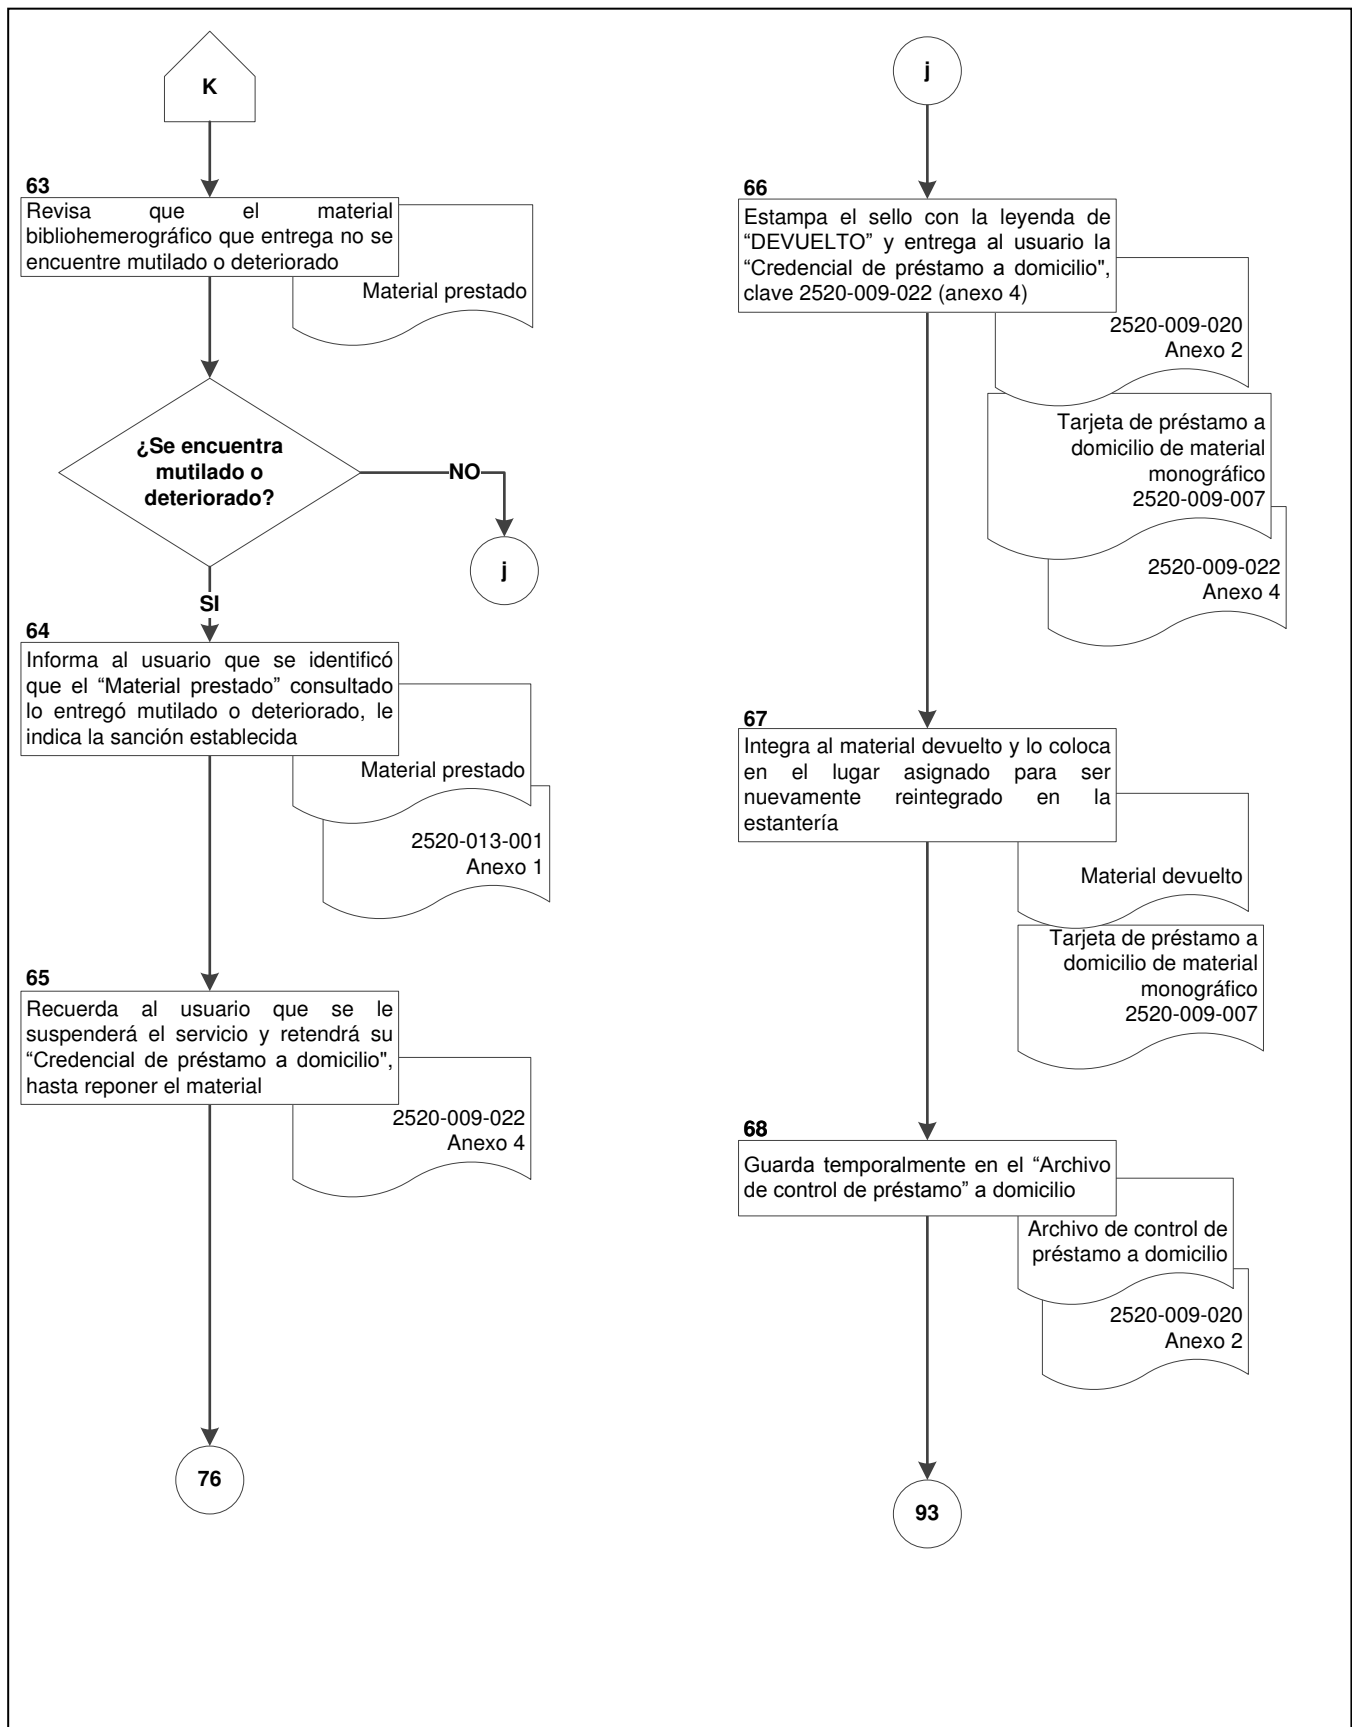 K
63
Revisa que el material
bibliohemerográfico que entrega no se
encuentre mutilado o deteriorado
Material prestado
¿Se encuentra
mutilado o
deteriorado?
NO
j
SI
64
Informa al usuario que se identificó
que el “Material prestado” consultado
lo entregó mutilado o deteriorado, le
indica la sanción establecida
Material prestado
2520-013-001
Anexo 1
65
Recuerda al usuario que se le
suspenderá el servicio y retendrá su
“Credencial de préstamo a domicilio",
hasta reponer el material
2520-009-022
Anexo 4
76
j
66
Estampa el sello con la leyenda de
“DEVUELTO” y entrega al usuario la
“Credencial de préstamo a domicilio",
clave 2520-009-022 (anexo 4)
2520-009-020
Anexo 2
Tarjeta de préstamo a
domicilio de material
monográfico
2520-009-007
2520-009-022
Anexo 4
67
Integra al material devuelto y lo coloca
en el lugar asignado para ser
nuevamente reintegrado en la
estantería
Material devuelto
Tarjeta de préstamo a
domicilio de material
monográfico
2520-009-007
68
Guarda temporalmente en el “Archivo
de control de préstamo” a domicilio
Archivo de control de
préstamo a domicilio
2520-009-020
Anexo 2
93